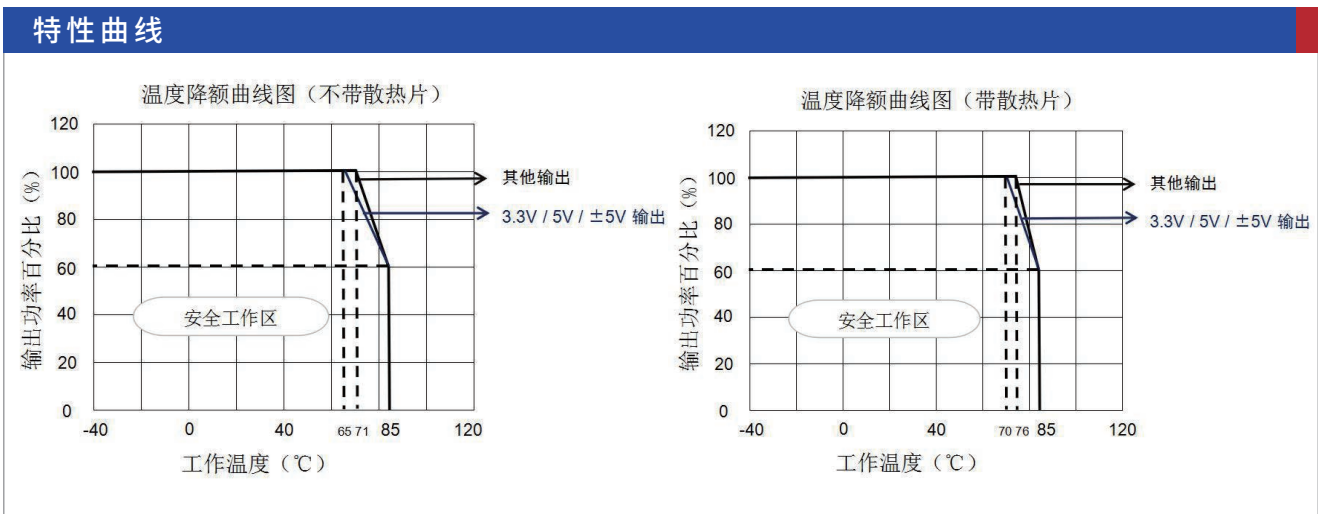 特性曲线
温度降额曲线图（不带散热片）
120
100
80
60
40
20
0
输出功率百分比（%）
其他输出
3.3V / 5V / ±5V 输出
安全工作区
-40 0 40 65 71 85 120
工作温度（℃）
温度降额曲线图（带散热片）
120
100
80
60
40
20
0
输出功率百分比（%）
其他输出
3.3V / 5V / ±5V 输出
安全工作区
-40 0 40 70 76 85 120
工作温度（℃）